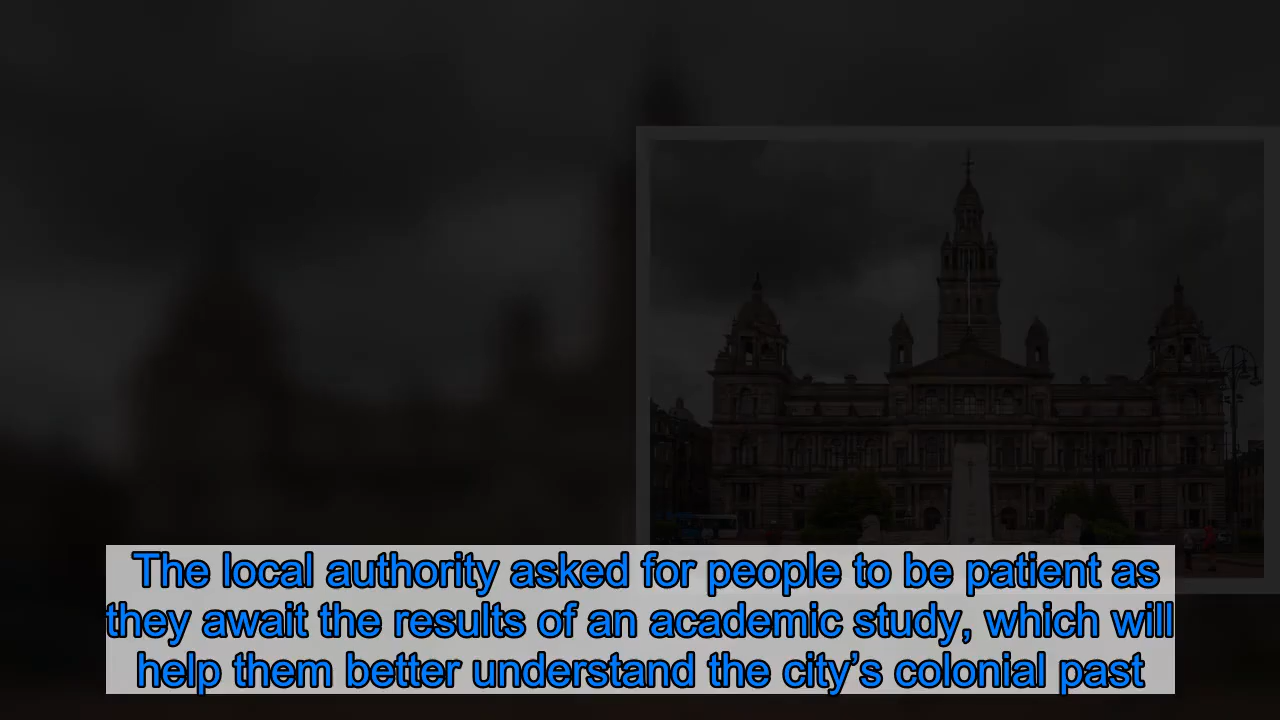 The local authority asked for people to be patient as
they await the results of an academic study, which will
help them better understand the city’s colonial past